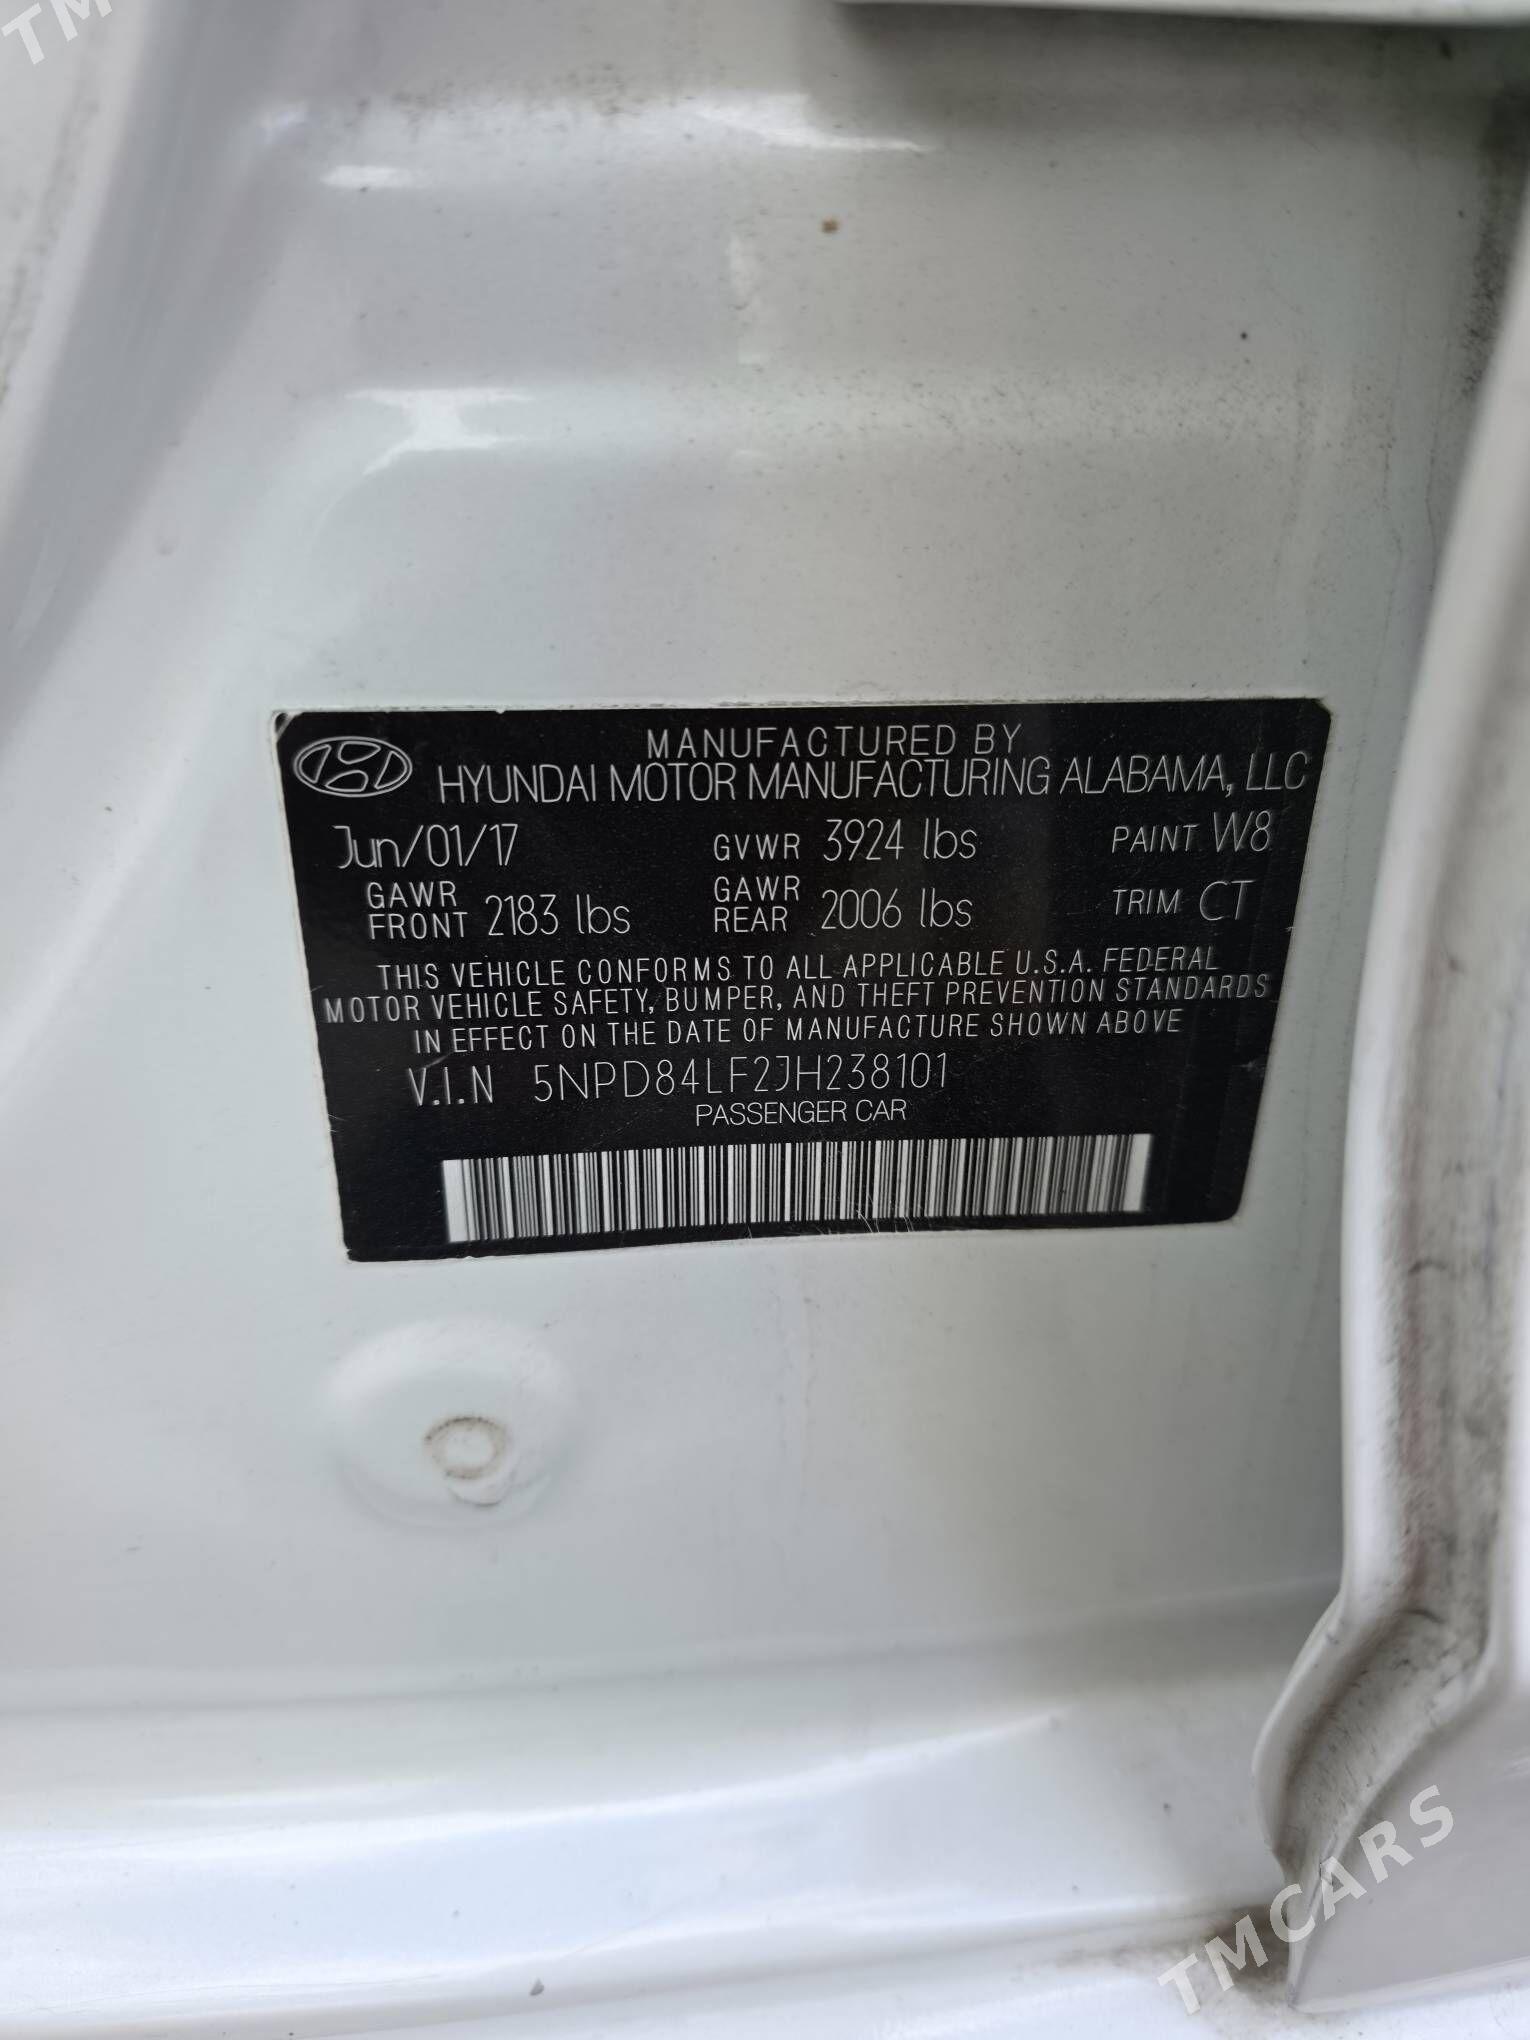 TM
MANUFACTURED BY
HYUNDAI MOTOR MANUFACTURING ALABAMA, LLC
Jun/01/17 GVWR 3924 lbs PAINT W8
GAWR FRONT 2183 lbs GAWR REAR 2006 lbs TRIM CT
THIS VEHICLE CONFORMS TO ALL APPLICABLE U.S.A. FEDERAL
MOTOR VEHICLE SAFETY, BUMPER, AND THEFT PREVENTION STANDARDS
IN EFFECT ON THE DATE OF MANUFACTURE SHOWN ABOVE
V.I.N 5NPD84LF2JH238101
PASSENGER CAR
TMCARS